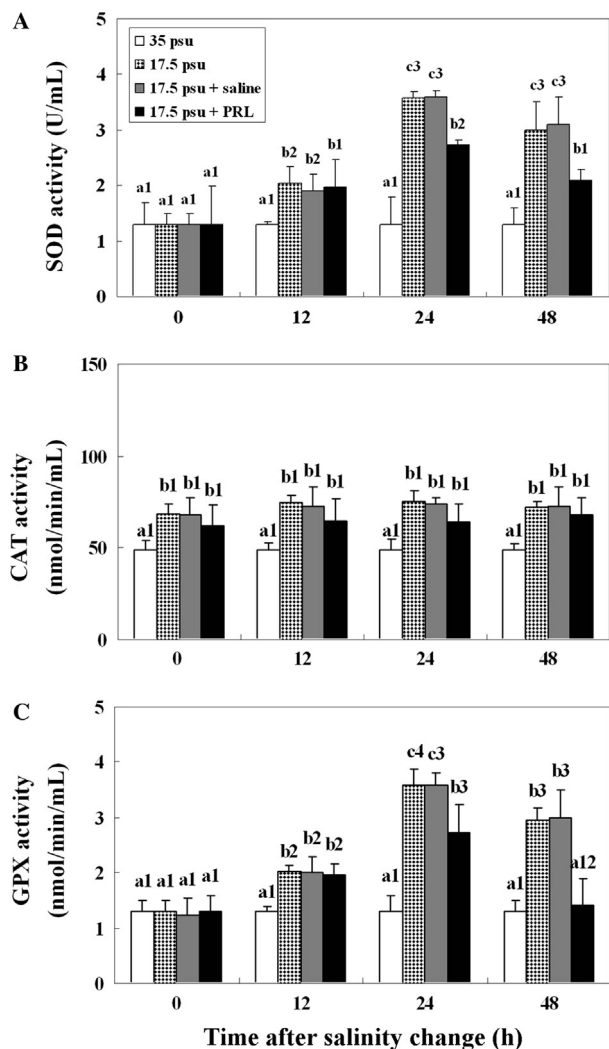 A
SOD activity (U/mL)
5
4
3
2
1
0
35 psu
17.5 psu
17.5 psu + saline
17.5 psu + PRL
a1 a1 a1 a1
a1 b2 b2 b1
a1 c3 c3 b2
a1 c3 c3 b1
0 12 24 48
B
CAT activity
(nmol/min/mL)
150
100
50
0
a1 b1 b1 b1
a1 b1 b1 b1
a1 b1 b1 b1
a1 b1 b1 b1
0 12 24 48
C
GPX activity
(nmol/min/mL)
5
4
3
2
1
0
a1 a1 a1 a1
a1 b2 b2 b2
a1 c4 c3 b3
a1 b3 b3 a12
0 12 24 48
Time after salinity change (h)